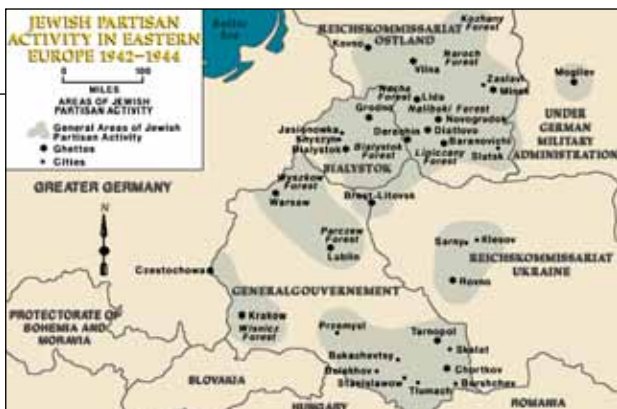 JEWISH PARTISAN
ACTIVITY IN EASTERN
EUROPE 1942–1944
0 100
MILES
AREAS OF JEWISH
PARTISAN ACTIVITY
General Areas of Jewish
Partisan Activity
Ghettos
Cities
Baltic
Sea
REICHSKOMMISSARIAT
OSTLAND
Kozhany
Forest
Kovno
Naroch
Forest
Vilna
Zaslavl
Minsk
Mogilev
Nacha
Forest
Lida
Grodno
Naliboki Forest
Novogrudok
UNDER
GERMAN
MILITARY
ADMINISTRATION
Jasionowka
Knyszyn
Bialystok
Derechin
Diatlovo
Bialystok
Forest
Baranovichi
Lipiczany
Forest
Slutsk
BIALYSTOK
GREATER GERMANY
Wyszkow
Forest
Warsaw
Brest-Litovsk
N
Parczew
Forest
Lublin
Sarny
Klesov
REICHSKOMMISSARIAT
UKRAINE
Rovno
Czestochowa
GENERALGOUVERNEMENT
PROTECTORATE OF
BOHEMIA AND
MORAVIA
Krakow
Wisnicz
Forest
Przemysl
Tarnopol
Skalat
Bukachevtsy
Chortkov
Bolekhov
Stanislawow
Borshchev
Tlumach
SLOVAKIA
HUNGARY
ROMANIA